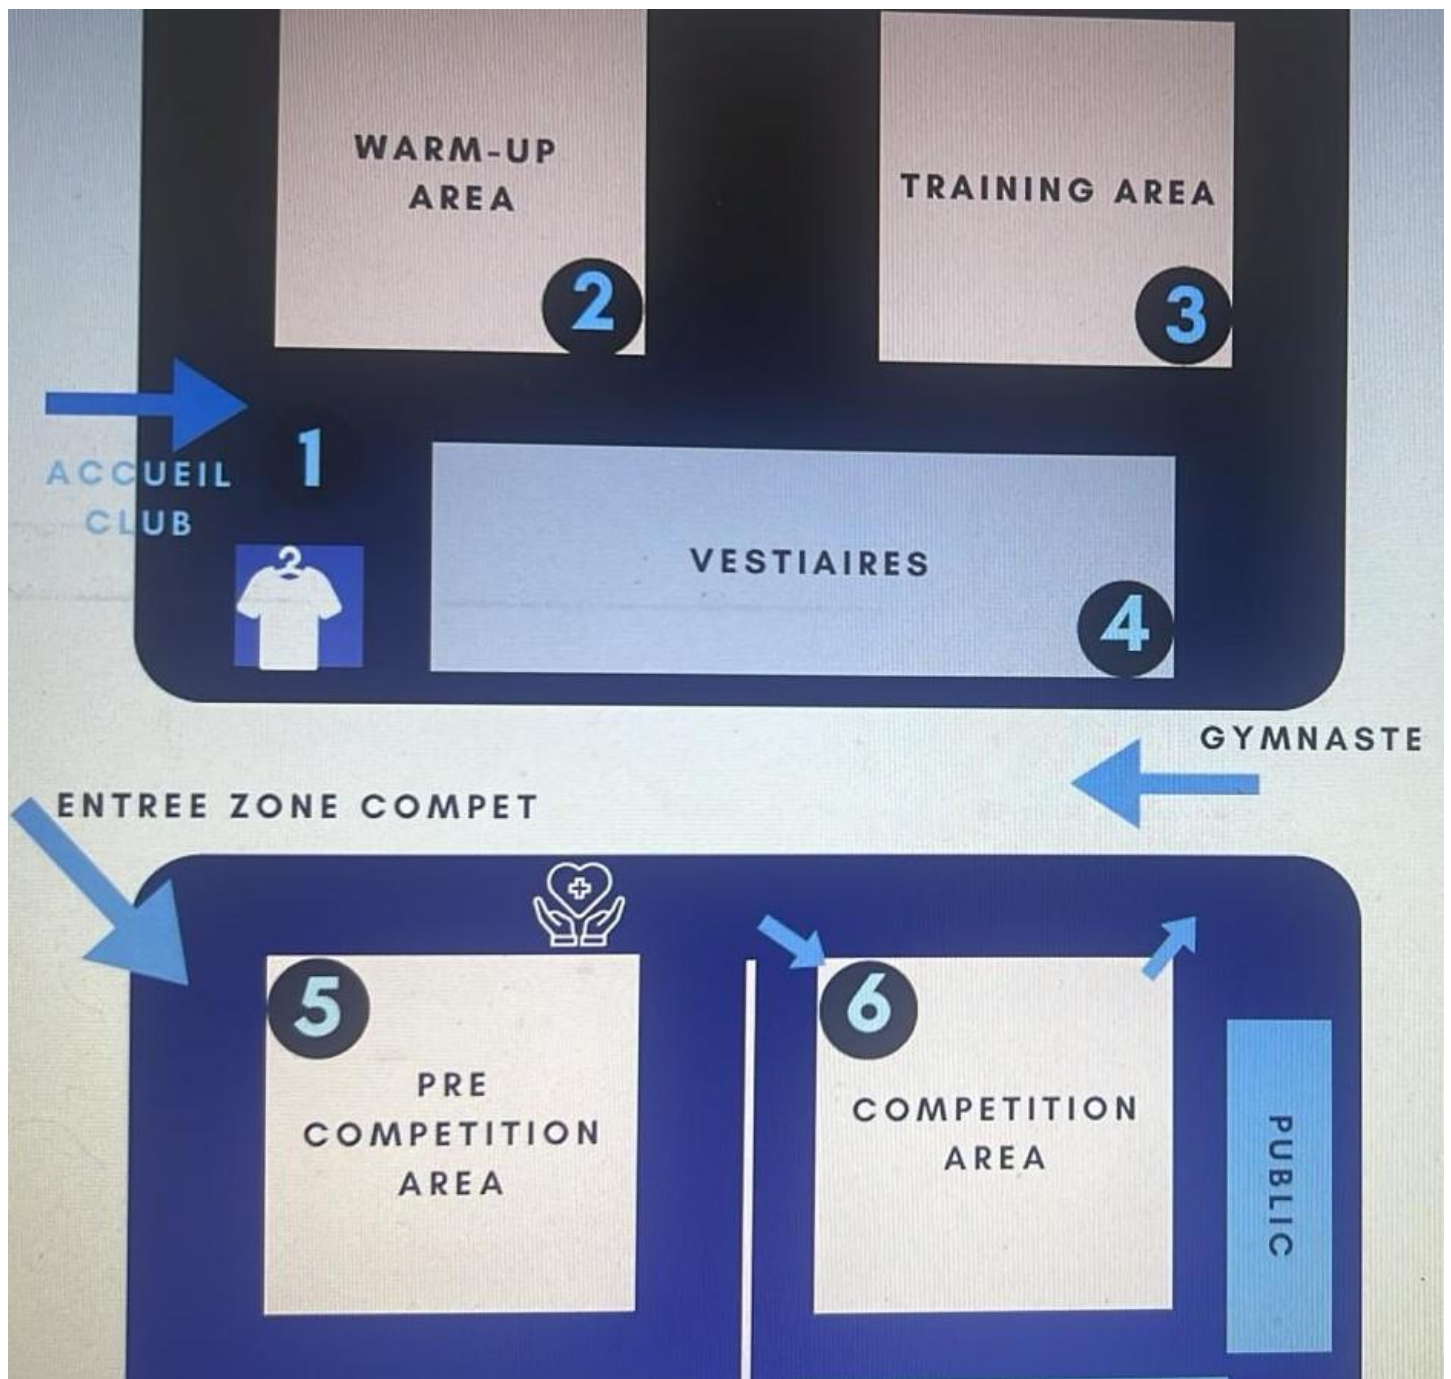 WARM-UP
AREA
2
TRAINING AREA
3
1
ACCUEIL
CLUB
VESTIAIRES
4
GYMNASTE
ENTREE ZONE COMPET
5
PRE
COMPETITION
AREA
6
COMPETITION
AREA
PUBLIC